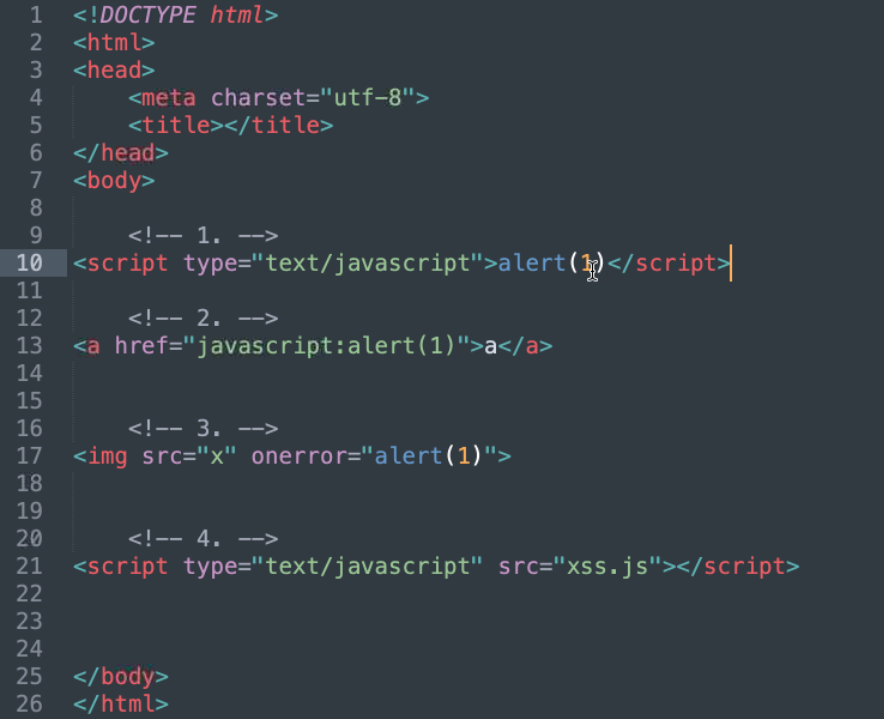 1 <!DOCTYPE html>
2 <html>
3 <head>
4 <meta charset="utf-8">
5 <title></title>
6 </head>
7 <body>
8
9 <!-- 1. -->
10 <script type="text/javascript">alert(1)</script>
11
12 <!-- 2. -->
13 <a href="javascript:alert(1)">a</a>
14
15
16 <!-- 3. -->
17 <img src="x" onerror="alert(1)">
18
19
20 <!-- 4. -->
21 <script type="text/javascript" src="xss.js"></script>
22
23
24
25 </body>
26 </html>